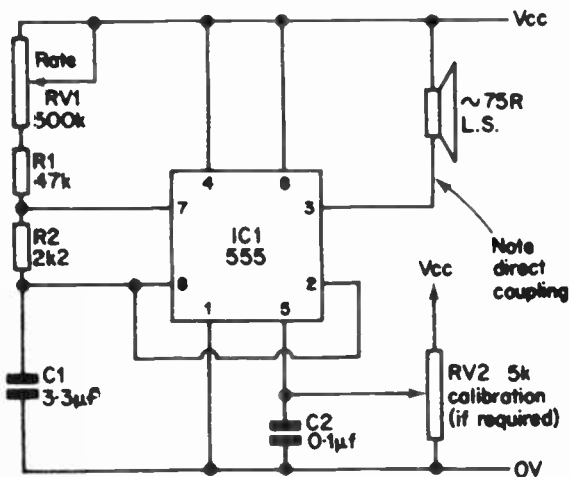 Vcc
Rate
RV1
500k
~75R
L.S.
R1
47k
4
6
7
3
IC1
555
R2
2k2
8
2
1
5
Note
direct
coupling
Vcc
C1
3·3µf
RV2 5k
calibration
(if required)
C2
0·1µf
0V